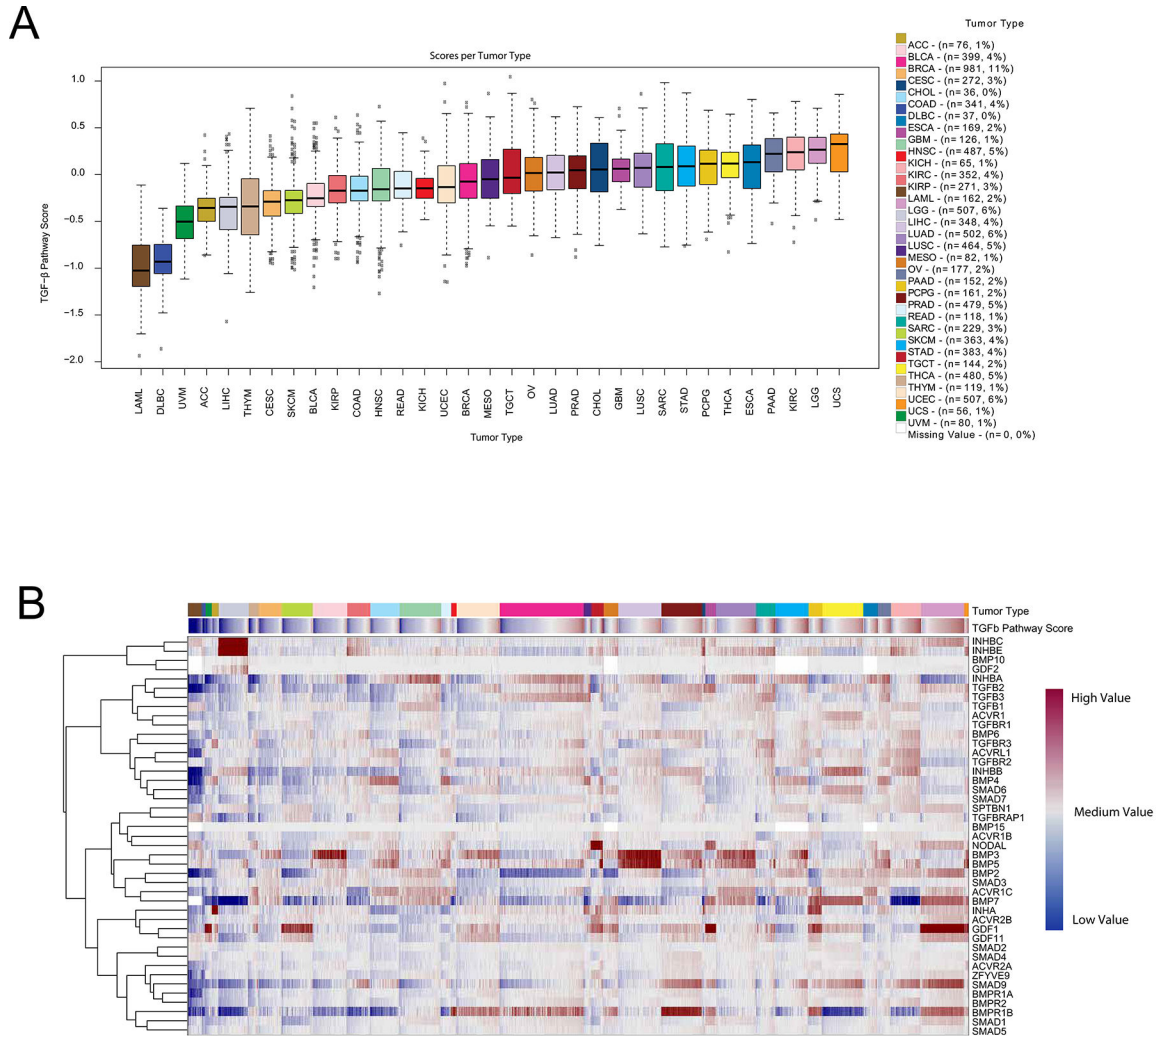 A
Scores per Tumor Type
TGF-β Pathway Score
1.0
0.5
0.0
−0.5
−1.0
−1.5
−2.0
LAML
DLBC
UVM
ACC
LIHC
THYM
CESC
SKCM
BLCA
KIRP
COAD
HNSC
READ
KICH
UCEC
BRCA
MESO
TGCT
OV
LUAD
PRAD
CHOL
GBM
LUSC
SARC
STAD
PCPG
THCA
ESCA
PAAD
KIRC
LGG
UCS
Tumor Type
Tumor Type
ACC - (n= 76, 1%)
BLCA - (n= 399, 4%)
BRCA - (n= 981, 11%)
CESC - (n= 272, 3%)
CHOL - (n= 36, 0%)
COAD - (n= 341, 4%)
DLBC - (n= 37, 0%)
ESCA - (n= 169, 2%)
GBM - (n= 126, 1%)
HNSC - (n= 487, 5%)
KICH - (n= 65, 1%)
KIRC - (n= 352, 4%)
KIRP - (n= 271, 3%)
LAML - (n= 162, 2%)
LGG - (n= 507, 6%)
LIHC - (n= 348, 4%)
LUAD - (n= 502, 6%)
LUSC - (n= 464, 5%)
MESO - (n= 82, 1%)
OV - (n= 177, 2%)
PAAD - (n= 152, 2%)
PCPG - (n= 161, 2%)
PRAD - (n= 479, 5%)
READ - (n= 118, 1%)
SARC - (n= 229, 3%)
SKCM - (n= 363, 4%)
STAD - (n= 383, 4%)
TGCT - (n= 144, 2%)
THCA - (n= 480, 5%)
THYM - (n= 119, 1%)
UCEC - (n= 507, 6%)
UCS - (n= 56, 1%)
UVM - (n= 80, 1%)
Missing Value - (n= 0, 0%)
B
Tumor Type
TGFb Pathway Score
INHBC
INHBE
BMP10
GDF2
INHBA
TGFB2
TGFB3
TGFB1
ACVR1
TGFBR1
BMP6
TGFBR3
ACVRL1
TGFBR2
INHBB
BMP4
SMAD6
SMAD7
SPTBN1
TGFBRAP1
BMP15
ACVR1B
NODAL
BMP3
BMP5
BMP2
SMAD3
ACVR1C
BMP7
INHA
ACVR2B
GDF1
GDF11
SMAD2
SMAD4
ACVR2A
ZFYVE9
SMAD9
BMPR1A
BMPR2
BMPR1B
SMAD1
SMAD5
High Value
Medium Value
Low Value